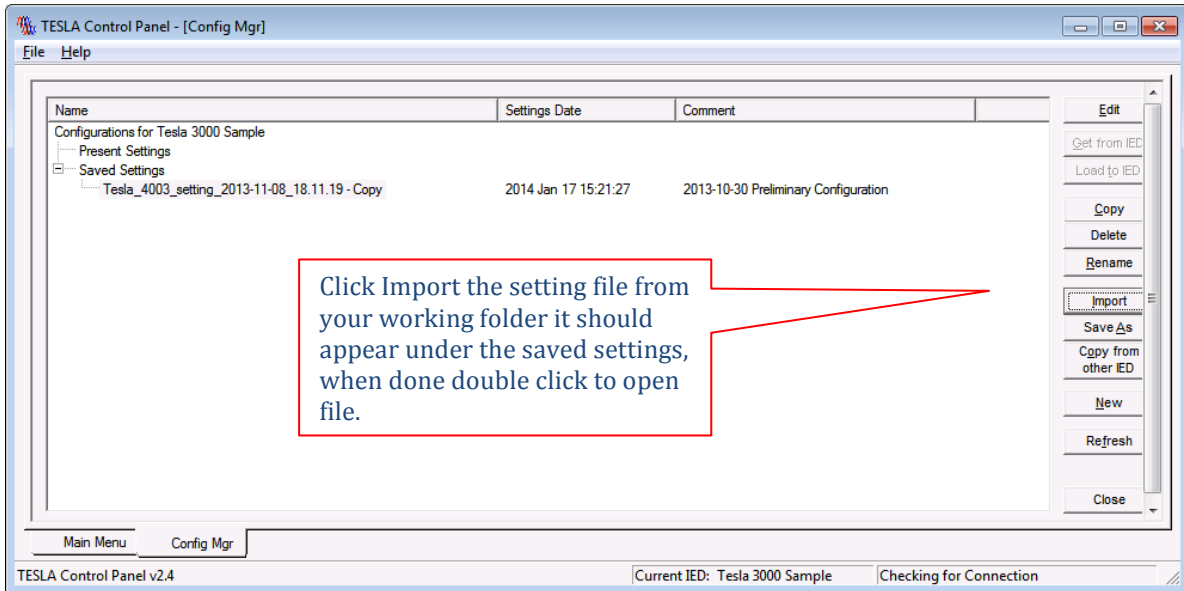 TESLA Control Panel - [Config Mgr]
File Help
Name Settings Date Comment
Configurations for Tesla 3000 Sample
Present Settings
Saved Settings
Tesla_4003_setting_2013-11-08_18.11.19 - Copy 2014 Jan 17 15:21:27 2013-10-30 Preliminary Configuration
Click Import the setting file from
your working folder it should
appear under the saved settings,
when done double click to open
file.
Edit
Get from IED
Load to IED
Copy
Delete
Rename
Import
Save As
Copy from
other IED
New
Refresh
Close
Main Menu Config Mgr
TESLA Control Panel v2.4 Current IED: Tesla 3000 Sample Checking for Connection